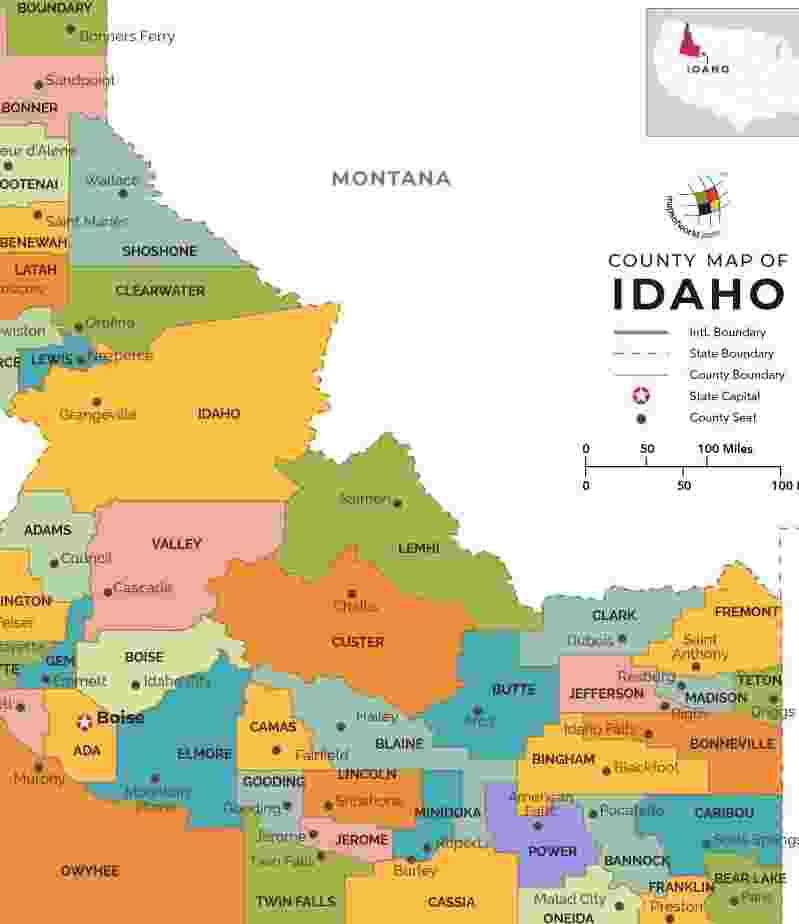 BOUNDARY
Bonners Ferry
Sandpoint
BONNER
eur d'Alene
OOTENAI
Wallace
Saint Maries
BENEWAH
SHOSHONE
LATAH
CLEARWATER
Orofino
wiston
RCE
LEWIS
Nezperce
Grangeville
IDAHO
MONTANA
IDAHO
mapsofworld.com
COUNTY MAP OF
IDAHO
Intl. Boundary
State Boundary
County Boundary
State Capital
County Seat
0 50 100 Miles
0 50 100
Salmon
ADAMS
VALLEY
LEMHI
Council
Cascade
INGTON
Challis
CUSTER
CLARK
Dubois
FREMONT
Saint
Anthony
GEM
BOISE
Emmett
Idaho City
BUTTE
Arco
Rexburg
JEFFERSON
MADISON
TETON
Rigby
Driggs
Boise
ADA
CAMAS
Hailey
BLAINE
Fairfield
ELMORE
Idaho Falls
BONNEVILLE
BINGHAM
Blackfoot
Murphy
Mountain
Home
GOODING
LINCOLN
Gooding
Shoshone
MINIDOKA
American
Falls
Pocatello
CARIBOU
Jerome
JEROME
Rupert
POWER
Soda Springs
Twin Falls
Burley
BANNOCK
OWYHEE
TWIN FALLS
CASSIA
Malad City
ONEIDA
FRANKLIN
Preston
BEAR LAKE
Paris